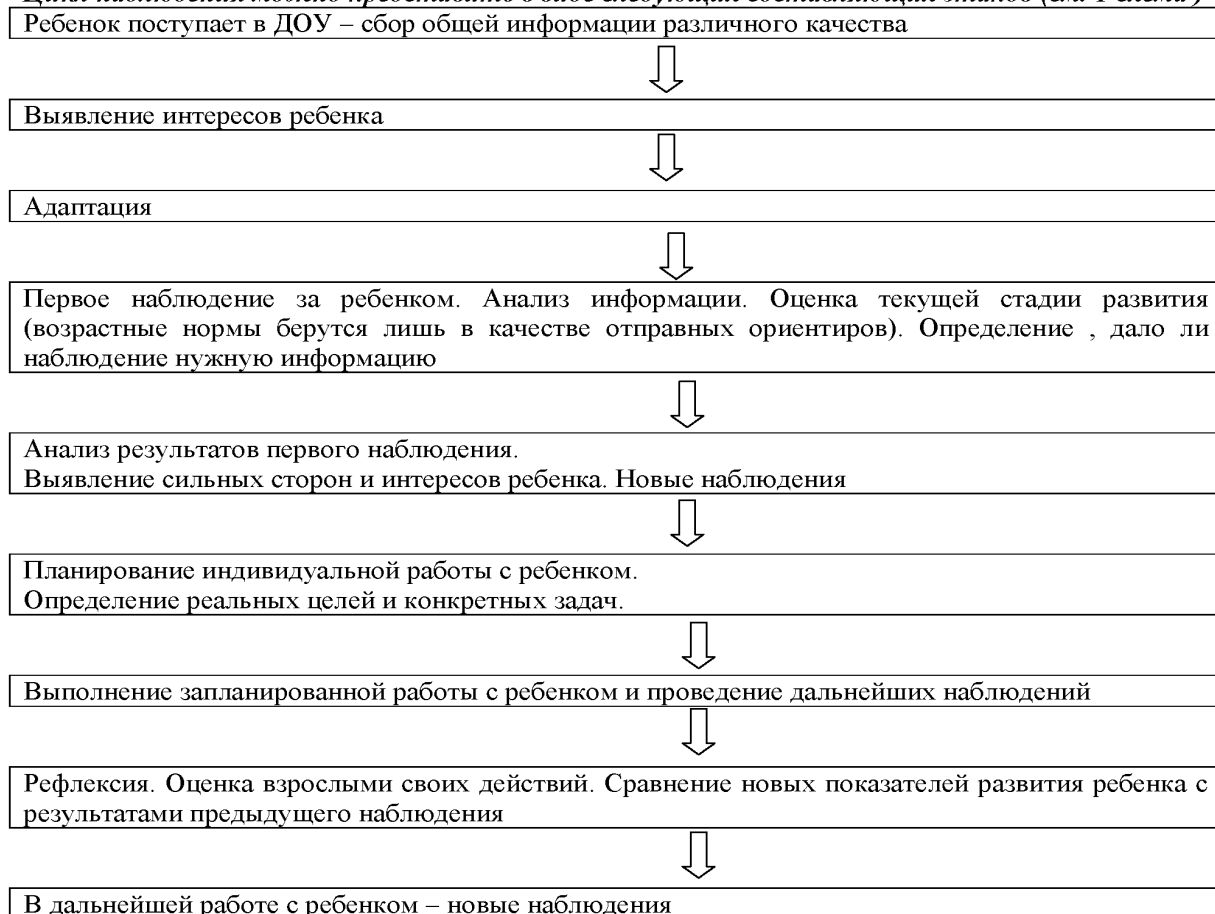 Ребенок поступает в ДОУ – сбор общей информации различного качества
Выявление интересов ребенка
Адаптация
Первое наблюдение за ребенком. Анализ информации. Оценка текущей стадии развития
(возрастные нормы берутся лишь в качестве отправных ориентиров). Определение , дало ли
наблюдение нужную информацию
Анализ результатов первого наблюдения.
Выявление сильных сторон и интересов ребенка. Новые наблюдения
Планирование индивидуальной работы с ребенком.
Определение реальных целей и конкретных задач.
Выполнение запланированной работы с ребенком и проведение дальнейших наблюдений
Рефлексия. Оценка взрослыми своих действий. Сравнение новых показателей развития ребенка с
результатами предыдущего наблюдения
В дальнейшей работе с ребенком – новые наблюдения